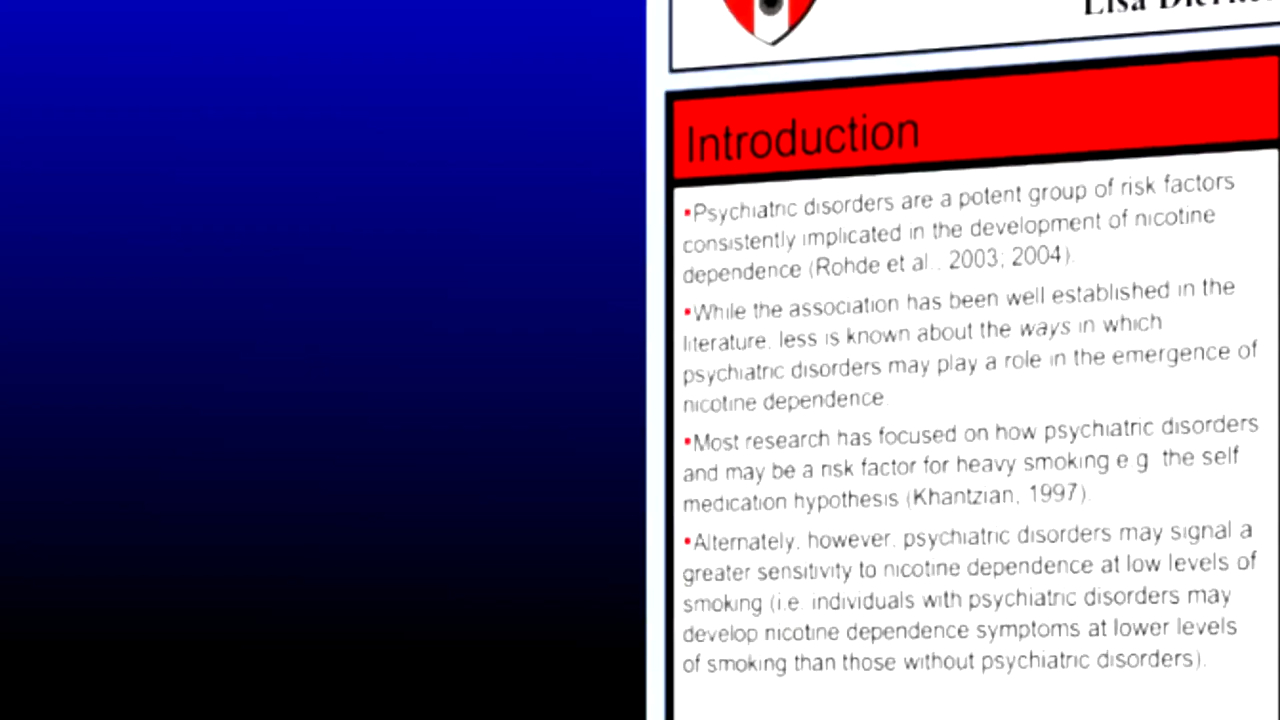 Lisa
Introduction
•Psychiatric disorders are a potent group of risk factors
consistently implicated in the development of nicotine
dependence (Rohde et al., 2003; 2004).
•While the association has been well established in the
literature, less is known about the ways in which
psychiatric disorders may play a role in the emergence of
nicotine dependence
•Most research has focused on how psychiatric disorders
and may be a risk factor for heavy smoking e.g. the self
medication hypothesis (Khantzian, 1997).
•Alternately, however, psychiatric disorders may signal a
greater sensitivity to nicotine dependence at low levels of
smoking (i.e. individuals with psychiatric disorders may
develop nicotine dependence symptoms at lower levels
of smoking than those without psychiatric disorders).